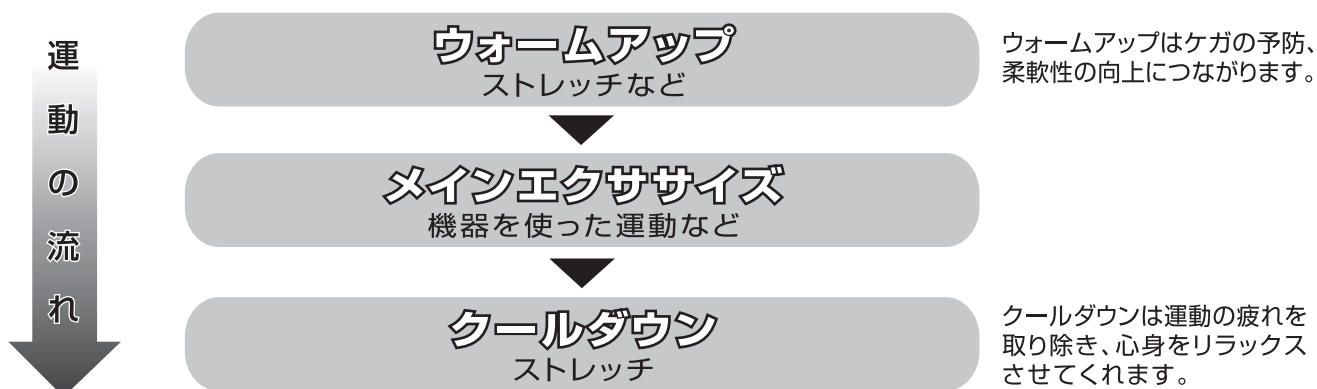 運動の流れ
ウォームアップ
ストレッチなど
ウォームアップはケガの予防、
柔軟性の向上につながります。
メインエクササイズ
機器を使った運動など
クールダウン
ストレッチ
クールダウンは運動の疲れを
取り除き、心身をリラックス
させてくれます。